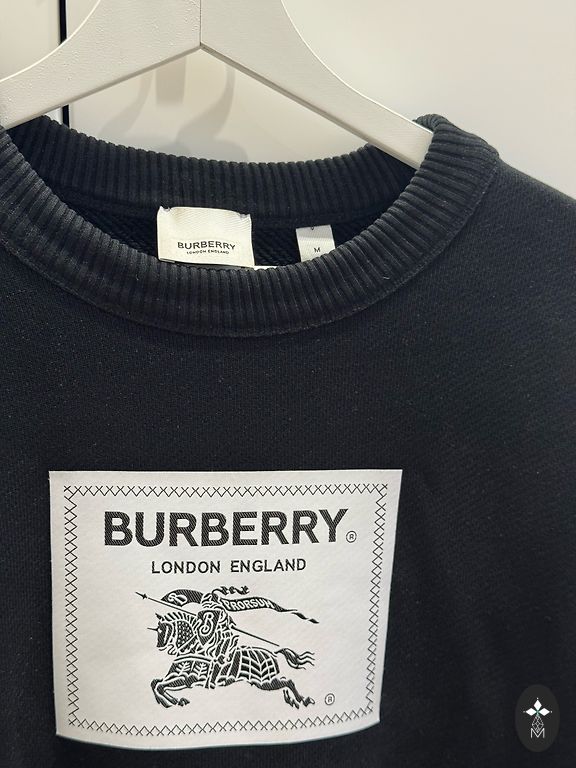 BURBERRY
LONDON ENGLAND
M
BURBERRY®
LONDON ENGLAND
PRORSUM
®
M